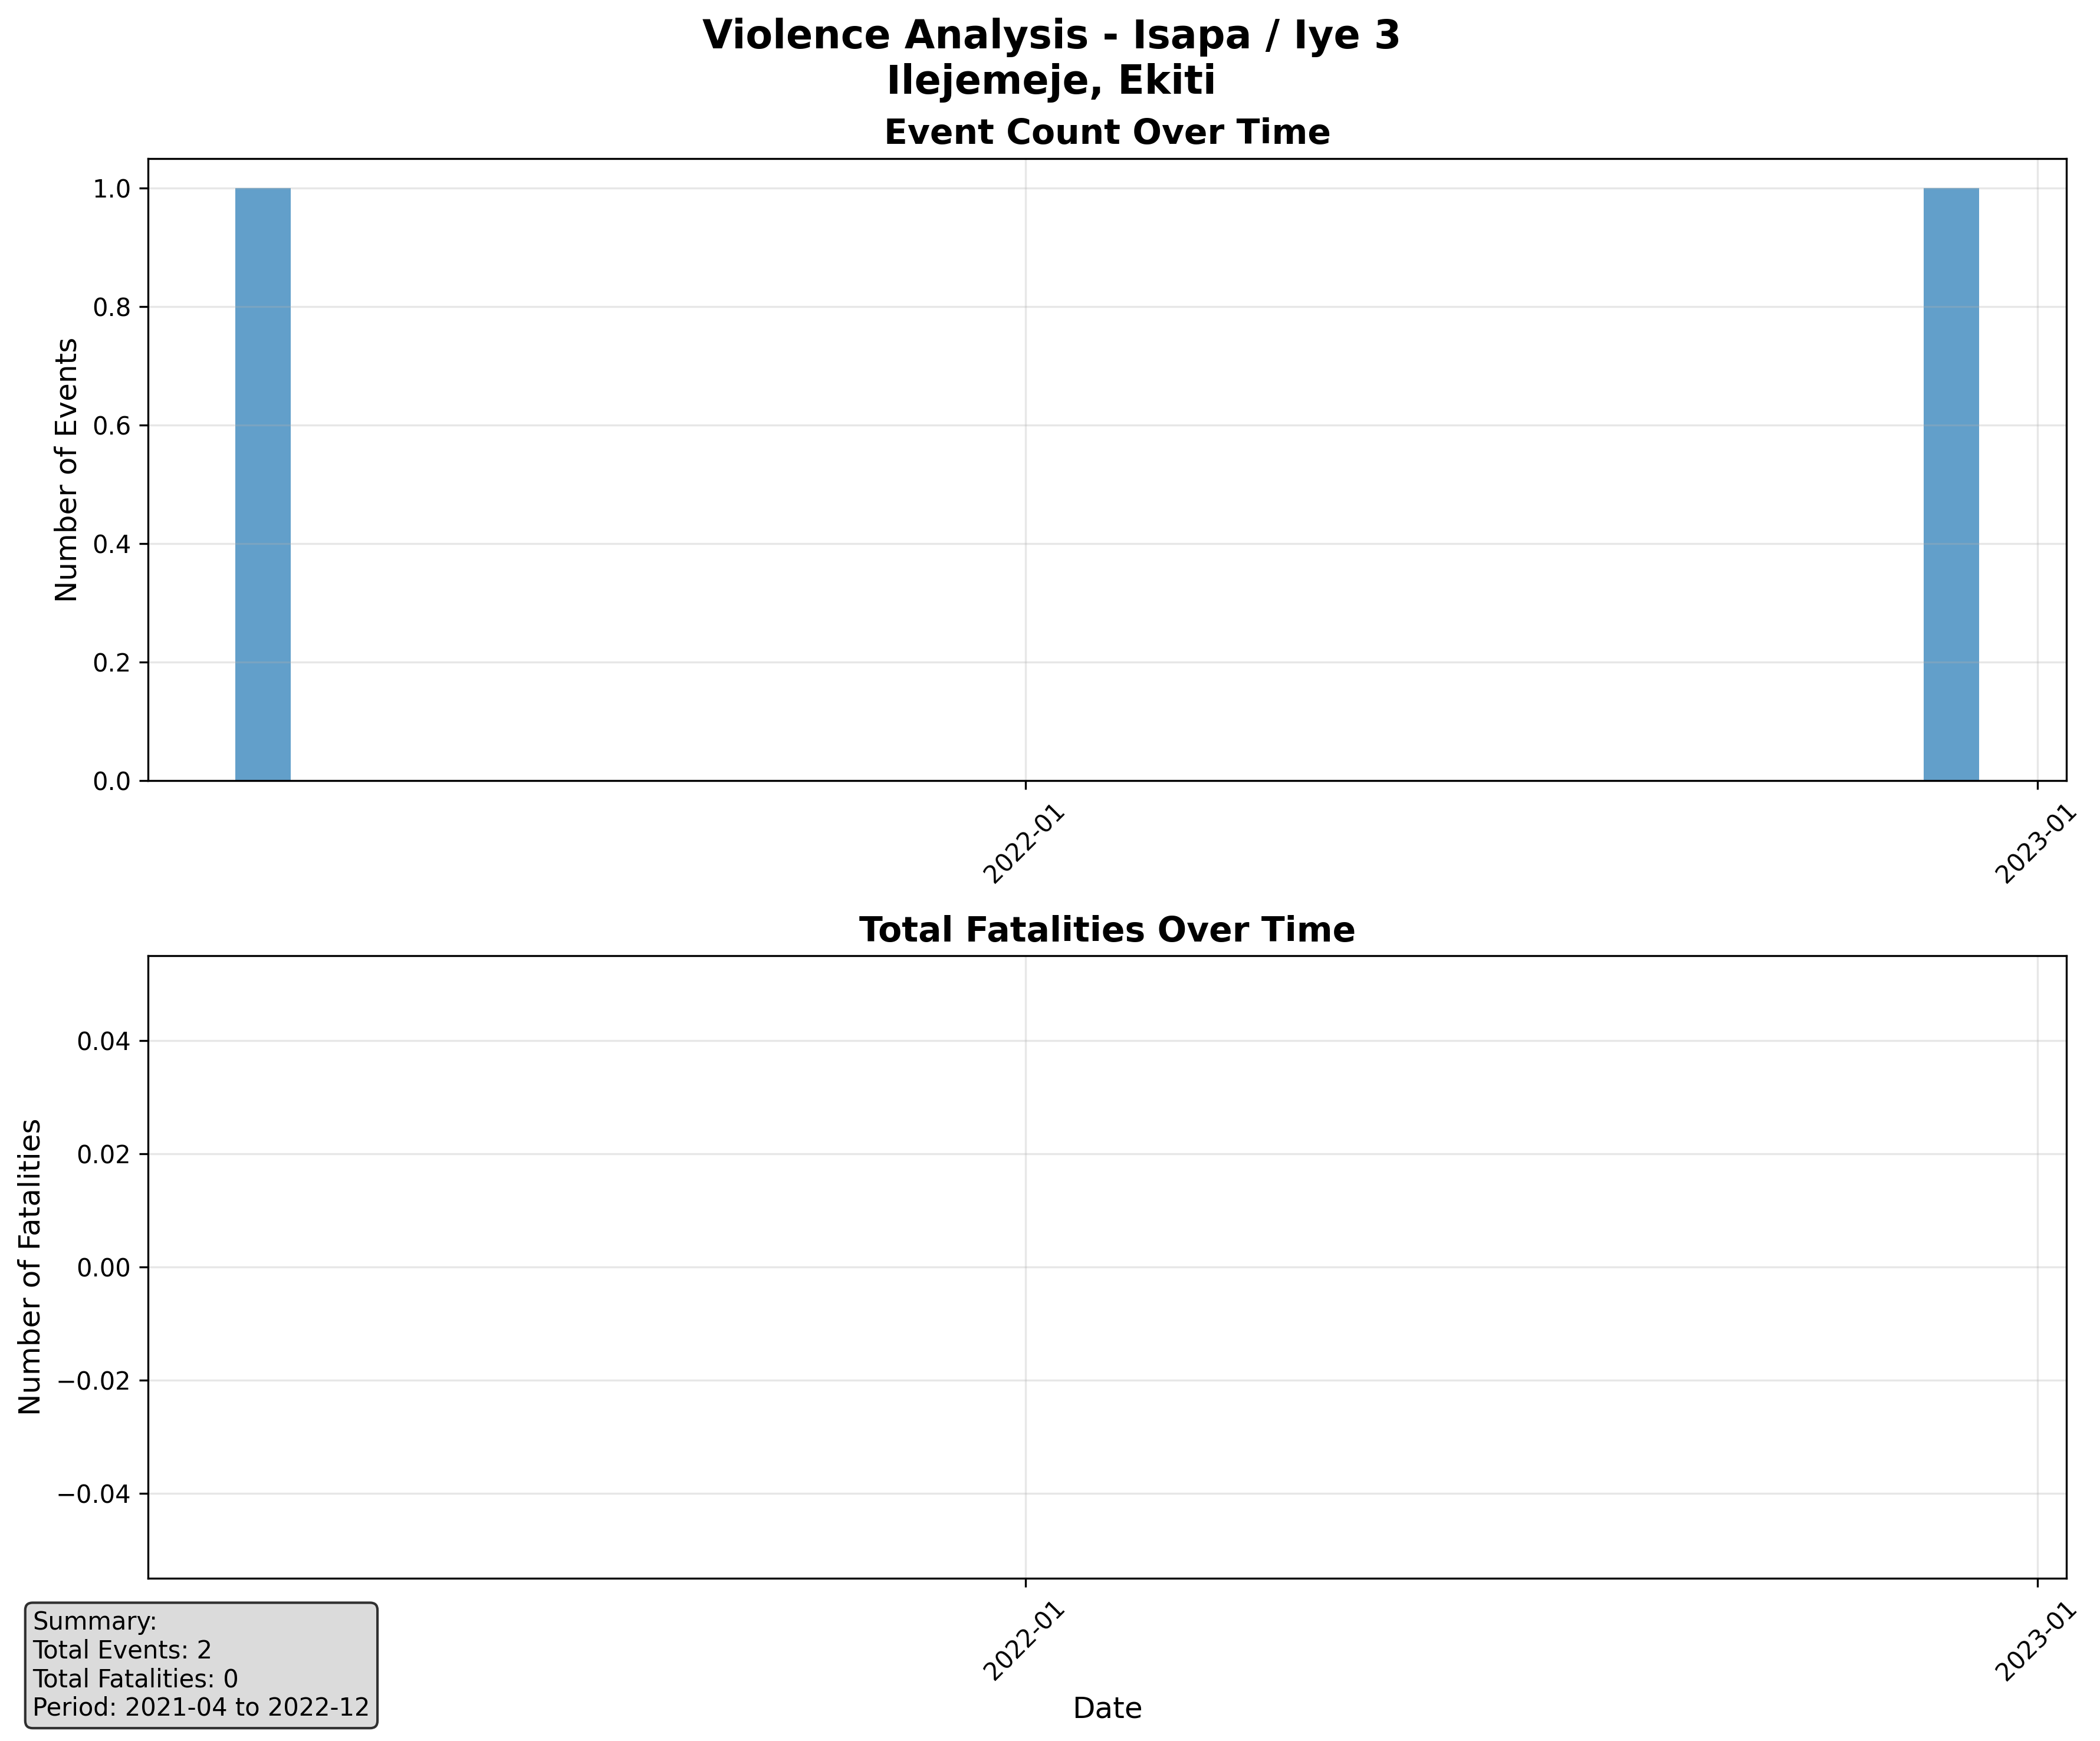 Violence Analysis - Isapa / Iye 3
Ilejemeje, Ekiti
Event Count Over Time
Number of Events
1.0
0.8
0.6
0.4
0.2
0.0
2022-01
2023-01
Total Fatalities Over Time
Number of Fatalities
0.04
0.02
0.00
−0.02
−0.04
2022-01
2023-01
Date
Summary:
Total Events: 2
Total Fatalities: 0
Period: 2021-04 to 2022-12